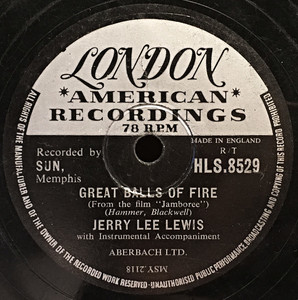 LONDON
*AMERICAN*
RECORDINGS
78 RPM
MADE IN ENGLAND
Recorded by
SUN,
Memphis
R·T
HLS.8529
GREAT BALLS OF FIRE
(From the film "Jamboree")
(Hammer, Blackwell)
JERRY LEE LEWIS
with Instrumental Accompaniment
ABERBACH LTD.
MSY.2118
ALL RIGHTS OF THE MANUFACTURER AND OF THE OWNER OF THE RECORDED WORK RESERVED·UNAUTHORISED PUBLIC PERFORMANCE, BROADCASTING AND COPYING OF THIS RECORD PROHIBITED